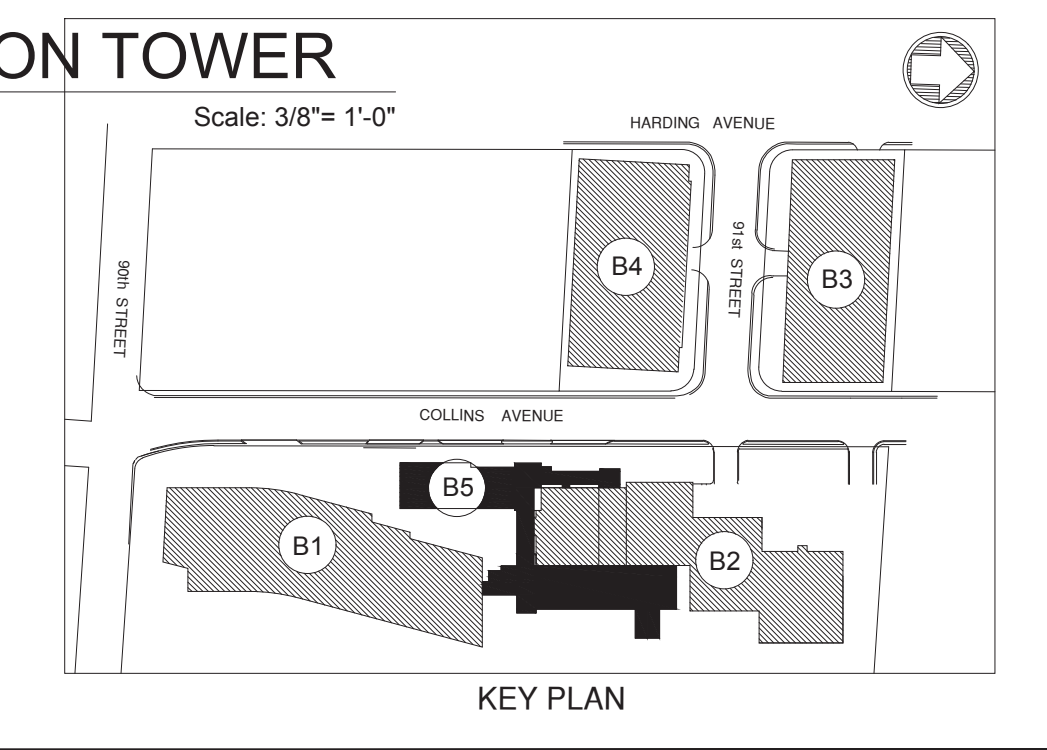 ON TOWER
Scale: 3/8"= 1'-0"
HARDING AVENUE
90th STREET
91st STREET
B4
B3
COLLINS AVENUE
B5
B1
B2
KEY PLAN